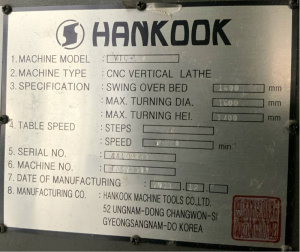 HANKOOK
1. MACHINE MODEL :
2. MACHINE TYPE : CNC VERTICAL LATHE
3. SPECIFICATION : SWING OVER BED mm
MAX. TURNING DIA. mm
MAX. TURNING HEI. mm
4. TABLE SPEED : STEPS
: SPEED min
5. SERIAL NO. :
6. MACHINE NO. :
7. DATE OF MANUFACTURING :
8. MANUFACTURING CO. : HANKOOK MACHINE TOOLS CO.LTD.
52 UNGNAM-DONG CHANGWON-SI
GYEONGSANGNAM-DO KOREA